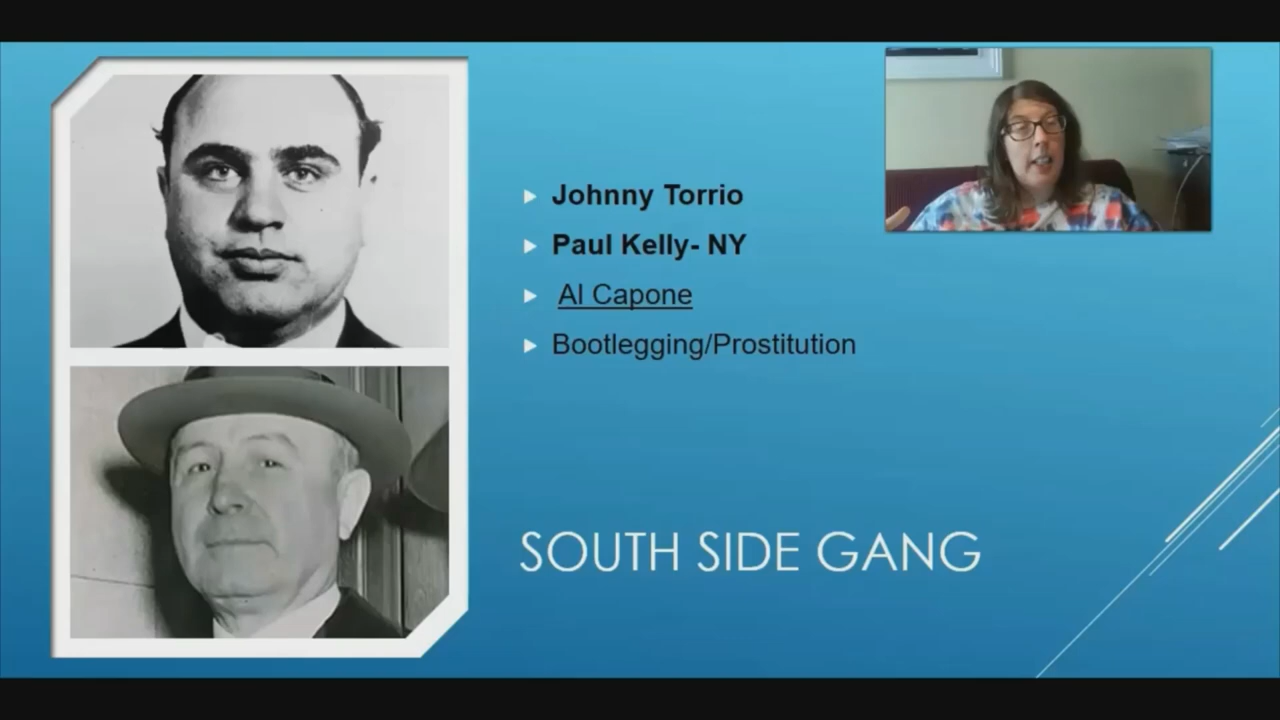 Johnny Torrio
Paul Kelly- NY
Al Capone
Bootlegging/Prostitution
SOUTH SIDE GANG